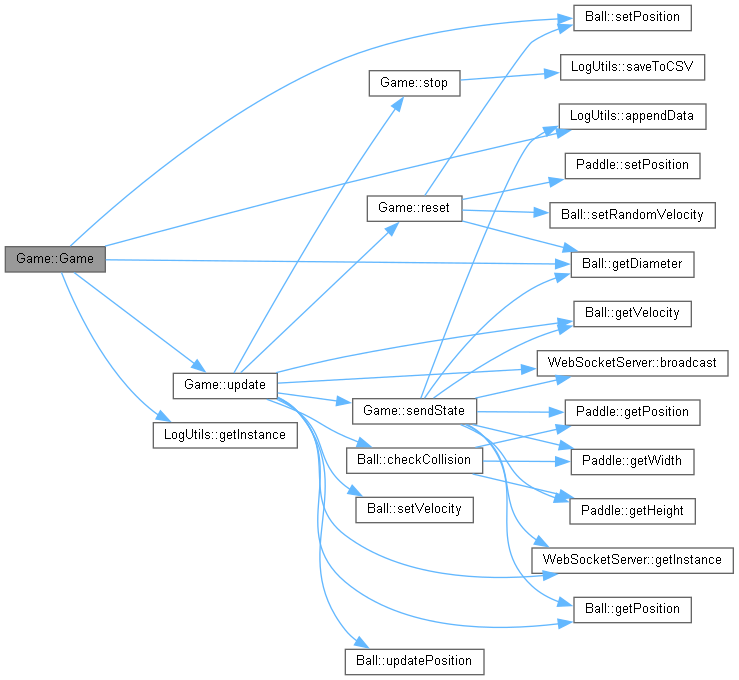 Ball::setPosition
LogUtils::saveToCSV
Game::stop
LogUtils::appendData
Paddle::setPosition
Game::reset
Ball::setRandomVelocity
Game::Game
Ball::getDiameter
Ball::getVelocity
WebSocketServer::broadcast
Game::update
Game::sendState
Paddle::getPosition
LogUtils::getInstance
Ball::checkCollision
Paddle::getWidth
Ball::setVelocity
Paddle::getHeight
WebSocketServer::getInstance
Ball::getPosition
Ball::updatePosition